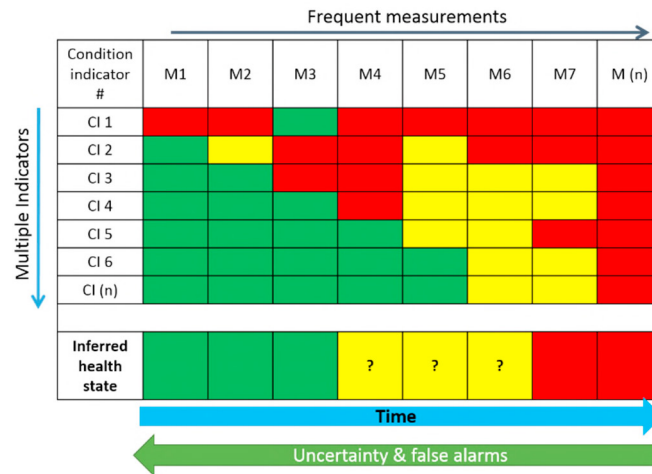 Frequent measurements
Condition
indicator
#
M1
M2
M3
M4
M5
M6
M7
M (n)
Multiple Indicators
CI 1
CI 2
CI 3
CI 4
CI 5
CI 6
CI (n)
Inferred
health
state
?
?
?
Time
Uncertainty & false alarms